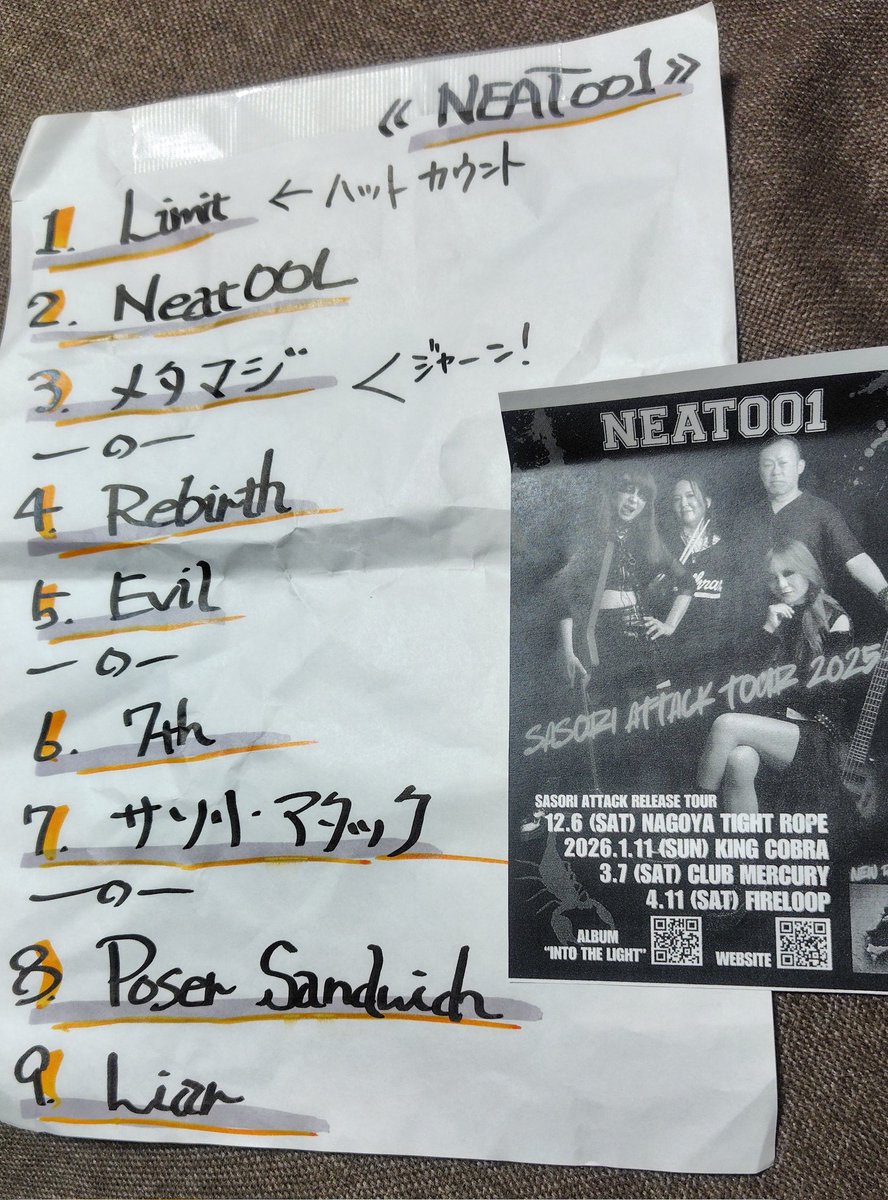 《NEAT001》
1. Limit ← ハットカウント
2. Neat00L
3. メタマジ < ジャーン!
ー の ー
4. Rebirth
5. Evil
ー の ー
6. 7th
7. サソリ・アタック
ー の ー
8. Poser Sandwich
9. Liar
NEAT001
SASORI ATTACK TOUR 2025
SASORI ATTACK RELEASE TOUR
12.6 (SAT) NAGOYA TIGHT ROPE
2026.1.11 (SUN) KING COBRA
3.7 (SAT) CLUB MERCURY
4.11 (SAT) FIRELOOP
ALBUM
"INTO THE LIGHT"
WEBSITE